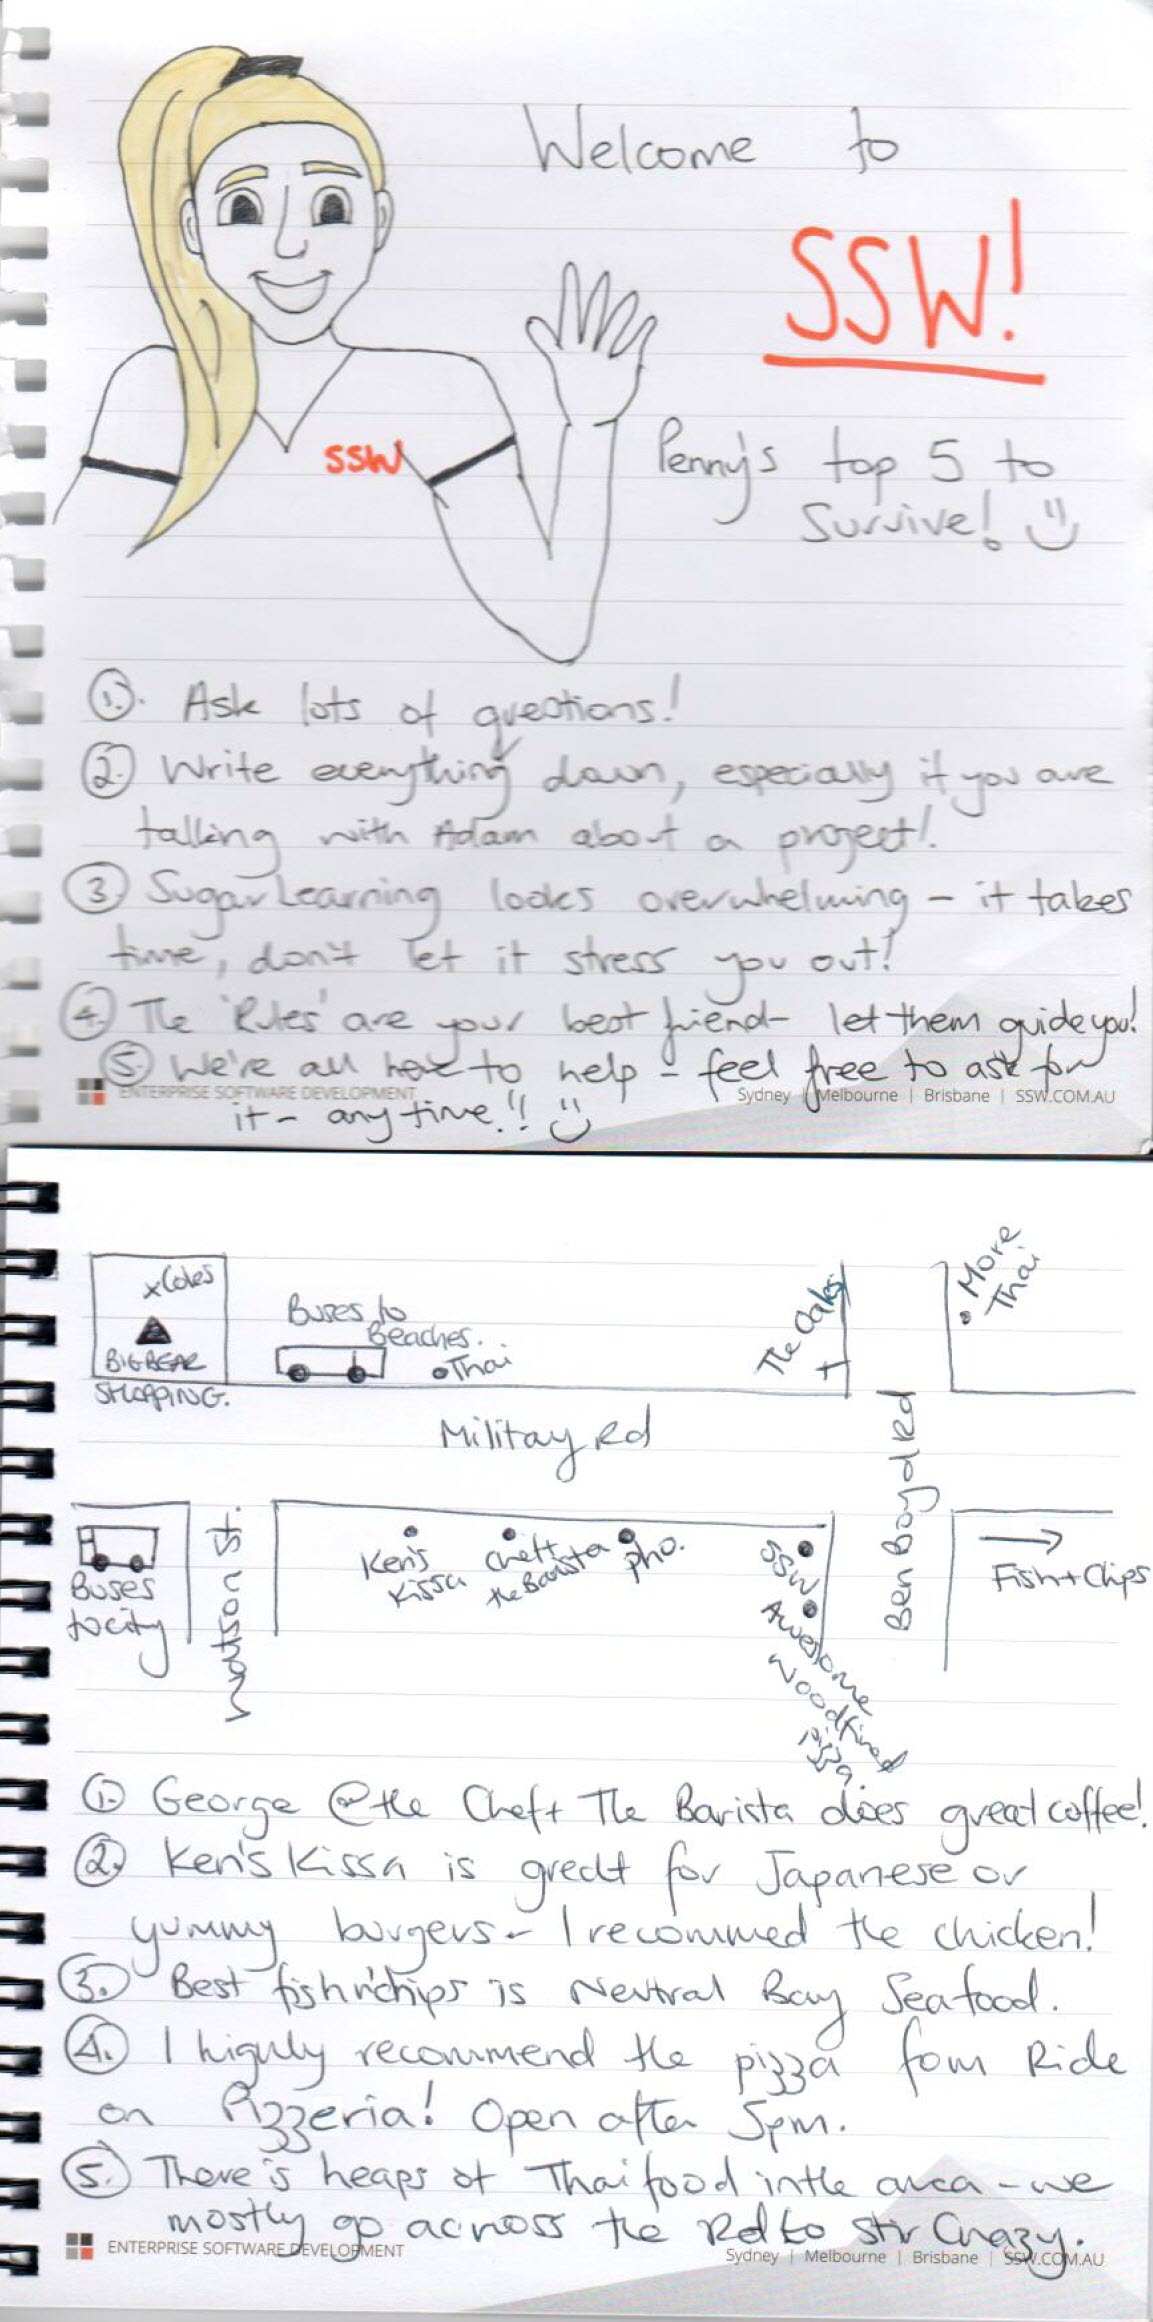 Welcome to
SSW!
SSW
Penny's top 5 to
Survive! :)
1. Ask lots of questions!
2. Write everything down, especially if you are
talking with Adam about a project!
3. SugarLearning looks overwhelming - it takes
time, don't let it stress you out!
4. The 'Rules' are your best friend - let them guide you!
5. We're all here to help - feel free to ask for
it - anytime!! :)
ENTERPRISE SOFTWARE DEVELOPMENT
Sydney | Melbourne | Brisbane | SSW.COM.AU
x Coles
BIG BEAR
SHOPPING.
Buses to
Beaches.
Thai
The Oaks
More
Thai
Militay Rd
Ben Boyd Rd
Buses
to city
Watson St.
Ken's
Kissa
Chef +
the Barista
Pho.
SSW
Awesome
Woodfired
pizza.
Fish + Chips
1. George @ the Chef + The Barista does great coffee!
2. Ken's Kissa is great for Japanese or
yummy burgers - I recommed the chicken!
3. Best fish n' chips is Neutral Bay Seafood.
4. I highly recommend the pizza fom Ride
on Pizzeria! Open after 5pm.
5. There's heaps of Thai food in the area - we
mostly go across the Rd to Stir Crazy.
ENTERPRISE SOFTWARE DEVELOPMENT
Sydney | Melbourne | Brisbane | SSW.COM.AU